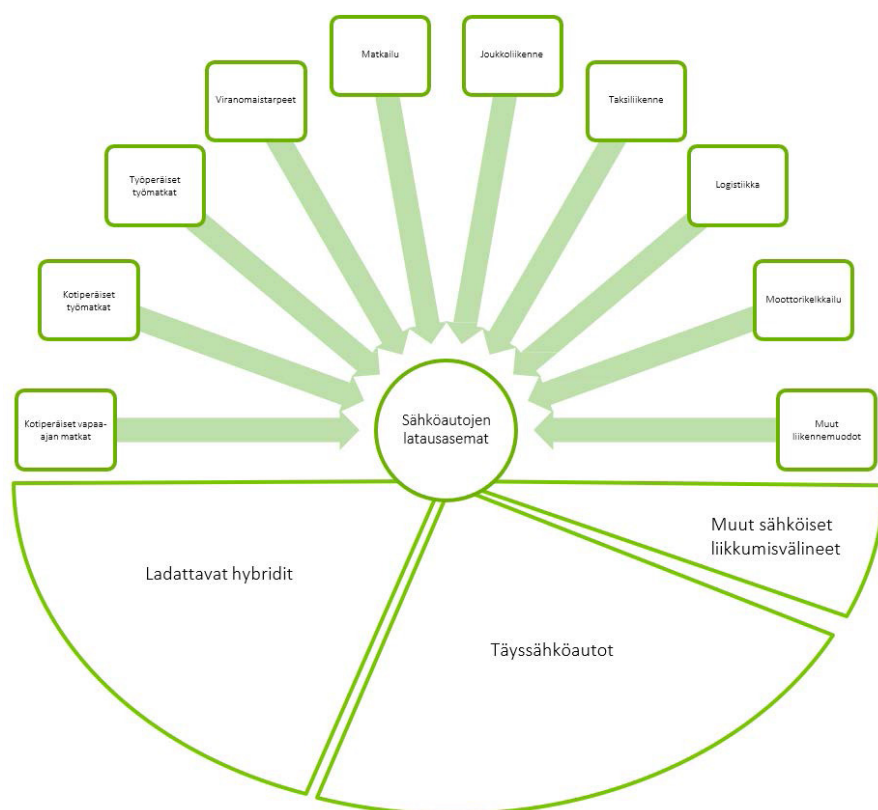 Matkailu
Joukkoliikenne
Viranomaistarpeet
Taksiliikenne
Työperäiset
työmatkat
Logistiikka
Kotiperäiset
työmatkat
Moottorikelkkailu
Kotiperäiset vapaa-
ajan matkat
Sähköautojen
latausasemat
Muut
liikennemuodot
Ladattavat hybridit
Täyssähköautot
Muut sähköiset
liikkumisvälineet